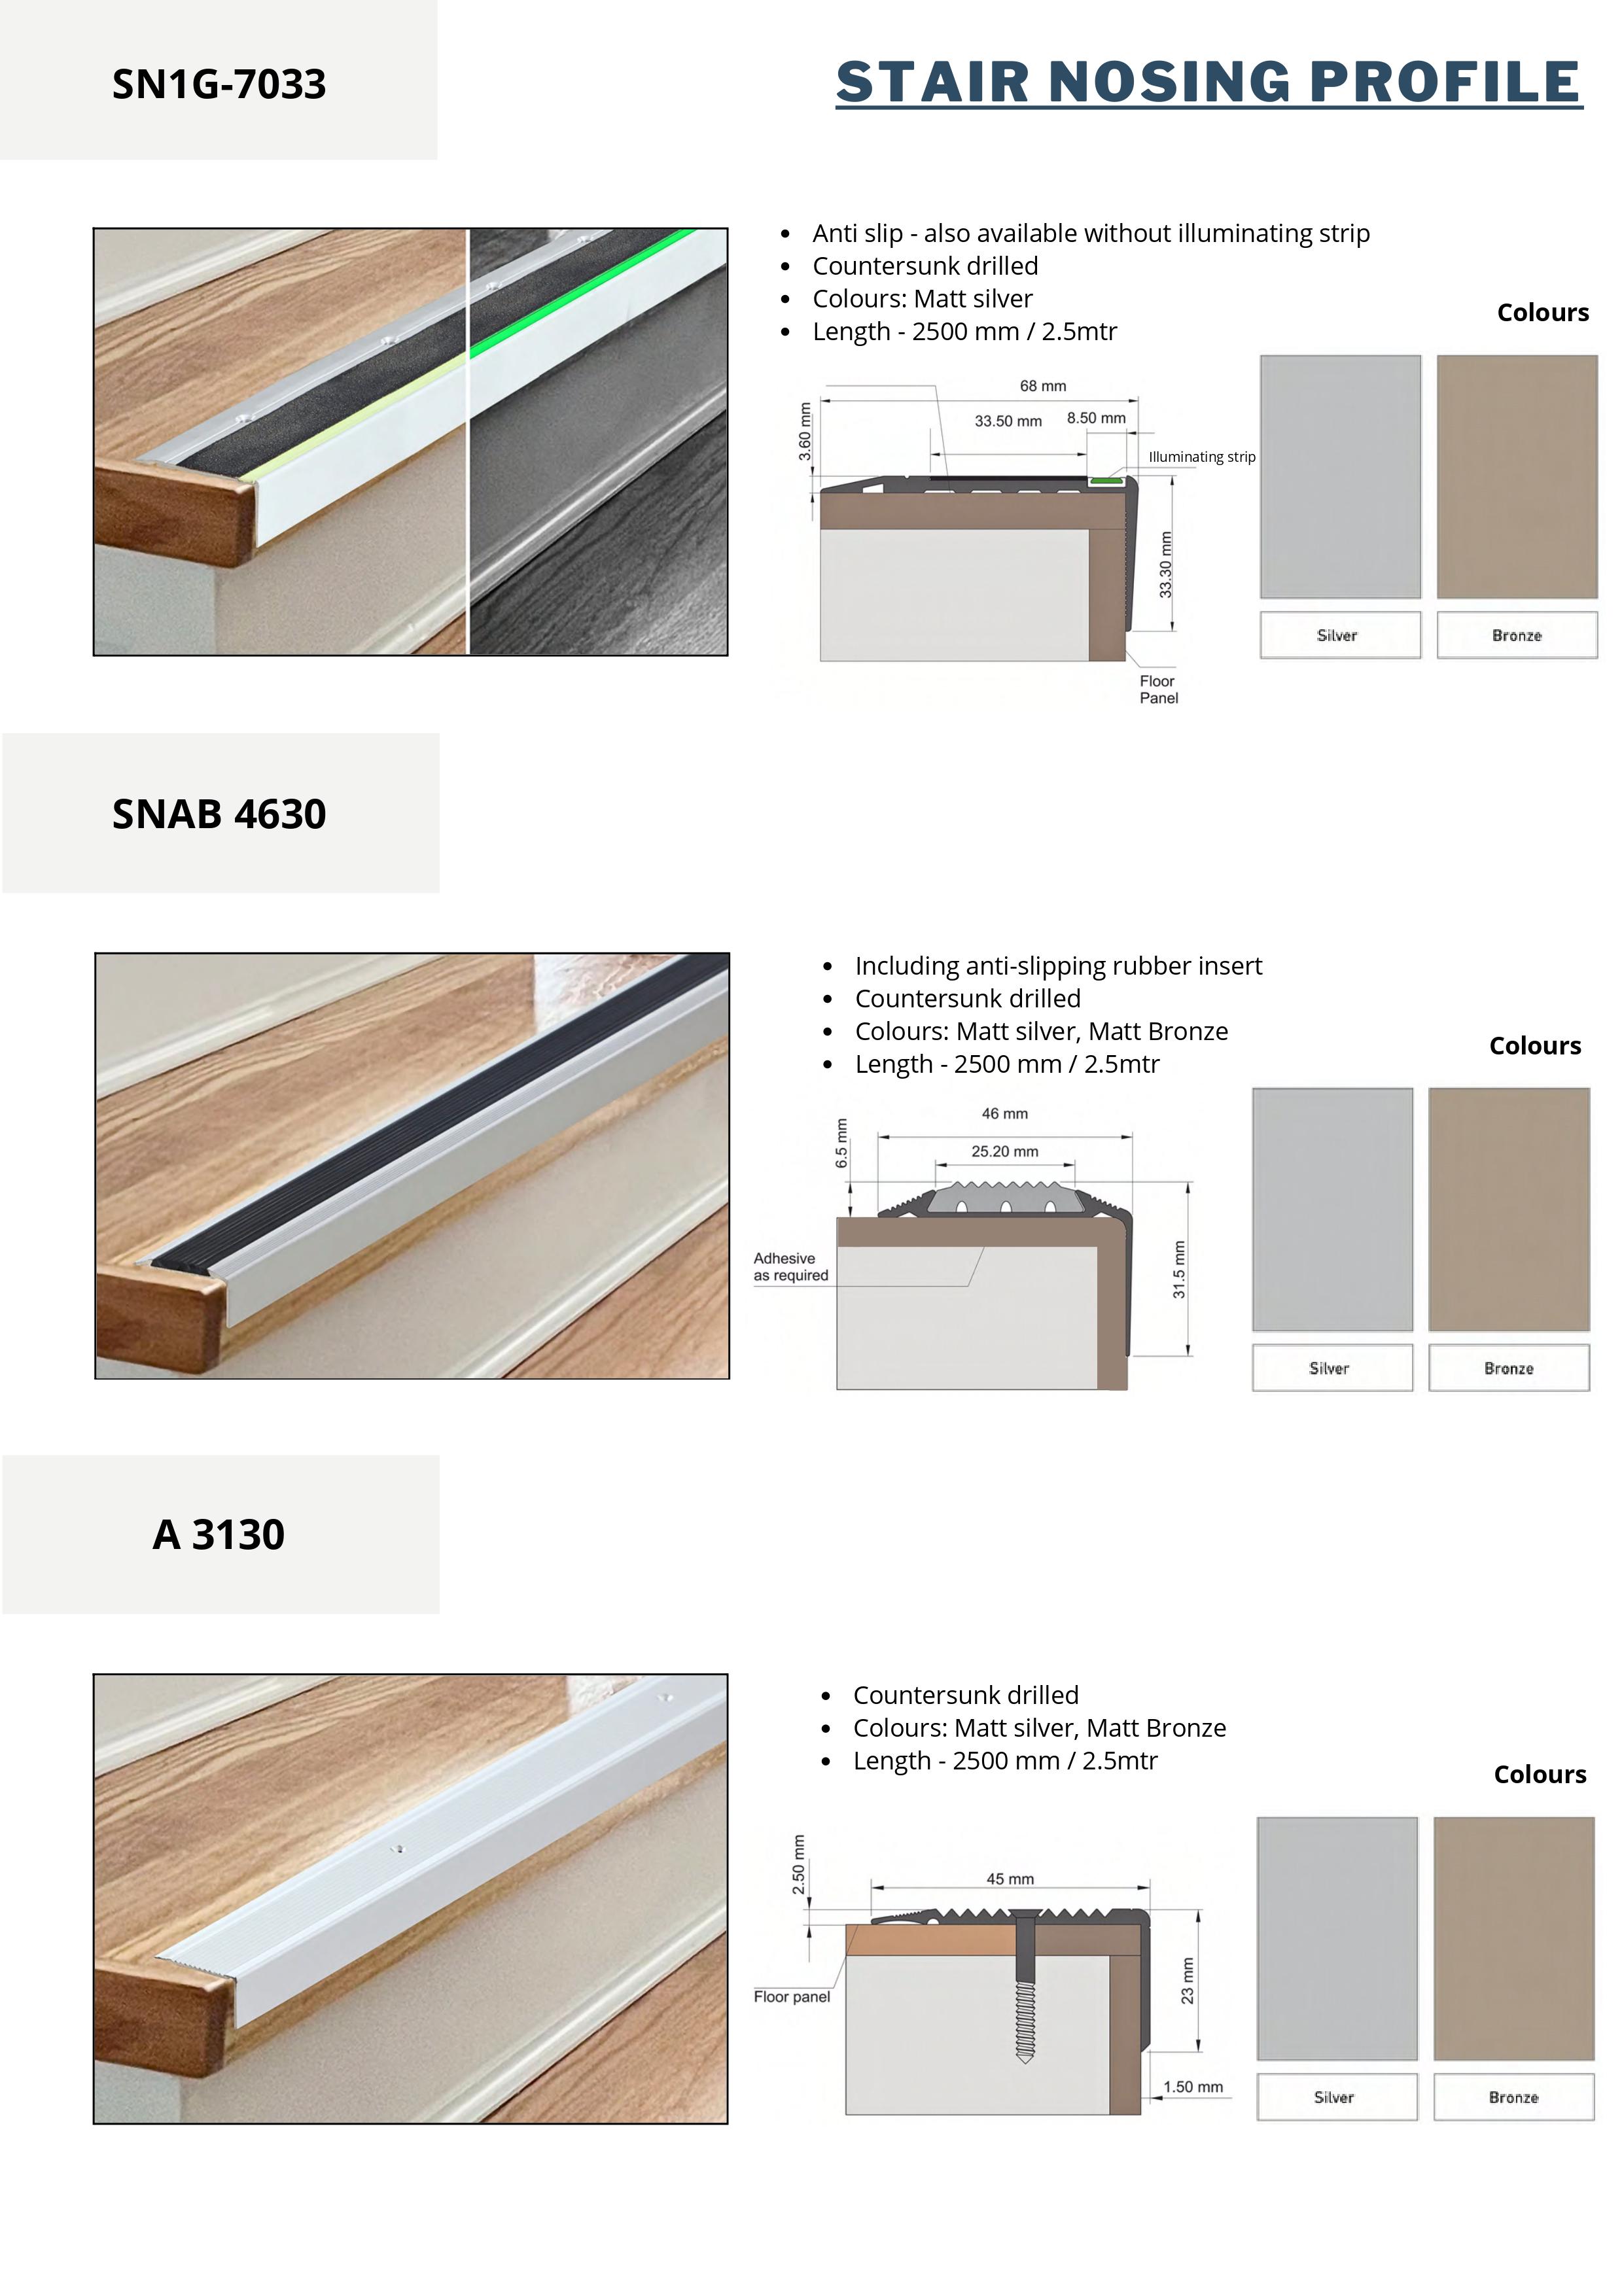 SN1G-7033
STAIR NOSING PROFILE
Anti slip - also available without illuminating strip
Countersunk drilled
Colours: Matt silver
Length - 2500 mm / 2.5mtr
Colours
68 mm
3.60 mm
33.50 mm
8.50 mm
Illuminating strip
33.30 mm
Floor
Panel
Silver
Bronze
SNAB 4630
Including anti-slipping rubber insert
Countersunk drilled
Colours: Matt silver, Matt Bronze
Length - 2500 mm / 2.5mtr
Colours
46 mm
6.5 mm
25.20 mm
Adhesive
as required
31.5 mm
Silver
Bronze
A 3130
Countersunk drilled
Colours: Matt silver, Matt Bronze
Length - 2500 mm / 2.5mtr
Colours
2.50 mm
45 mm
Floor panel
23 mm
1.50 mm
Silver
Bronze